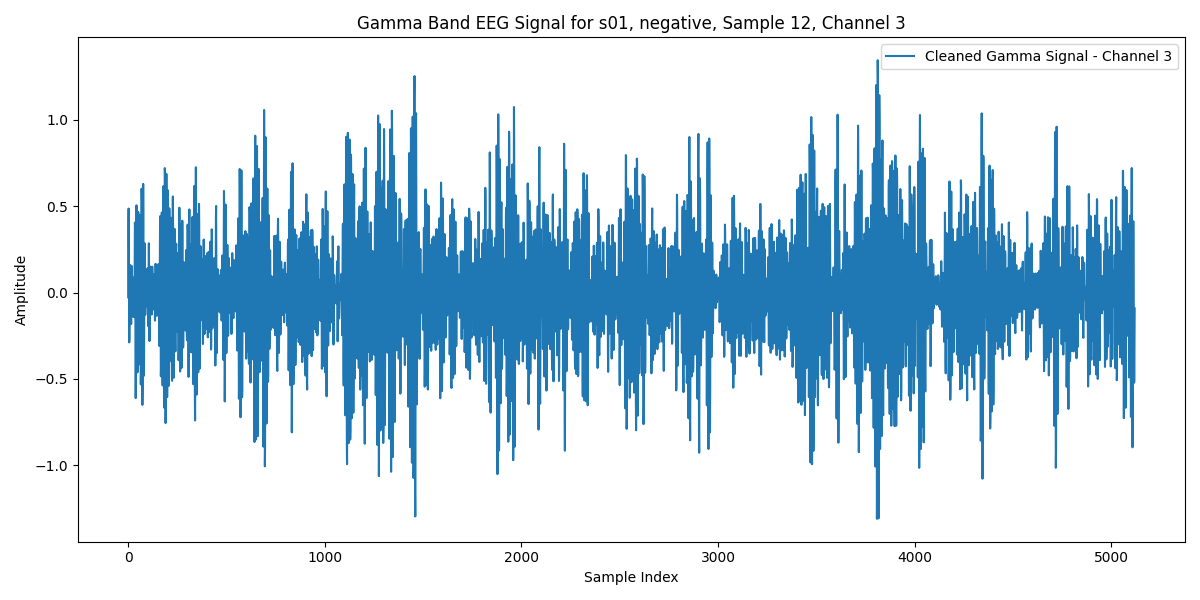 Gamma Band EEG Signal for s01, negative, Sample 12, Channel 3
Cleaned Gamma Signal - Channel 3
1.0
0.5
0.0
−0.5
−1.0
Amplitude
0 1000 2000 3000 4000 5000
Sample Index